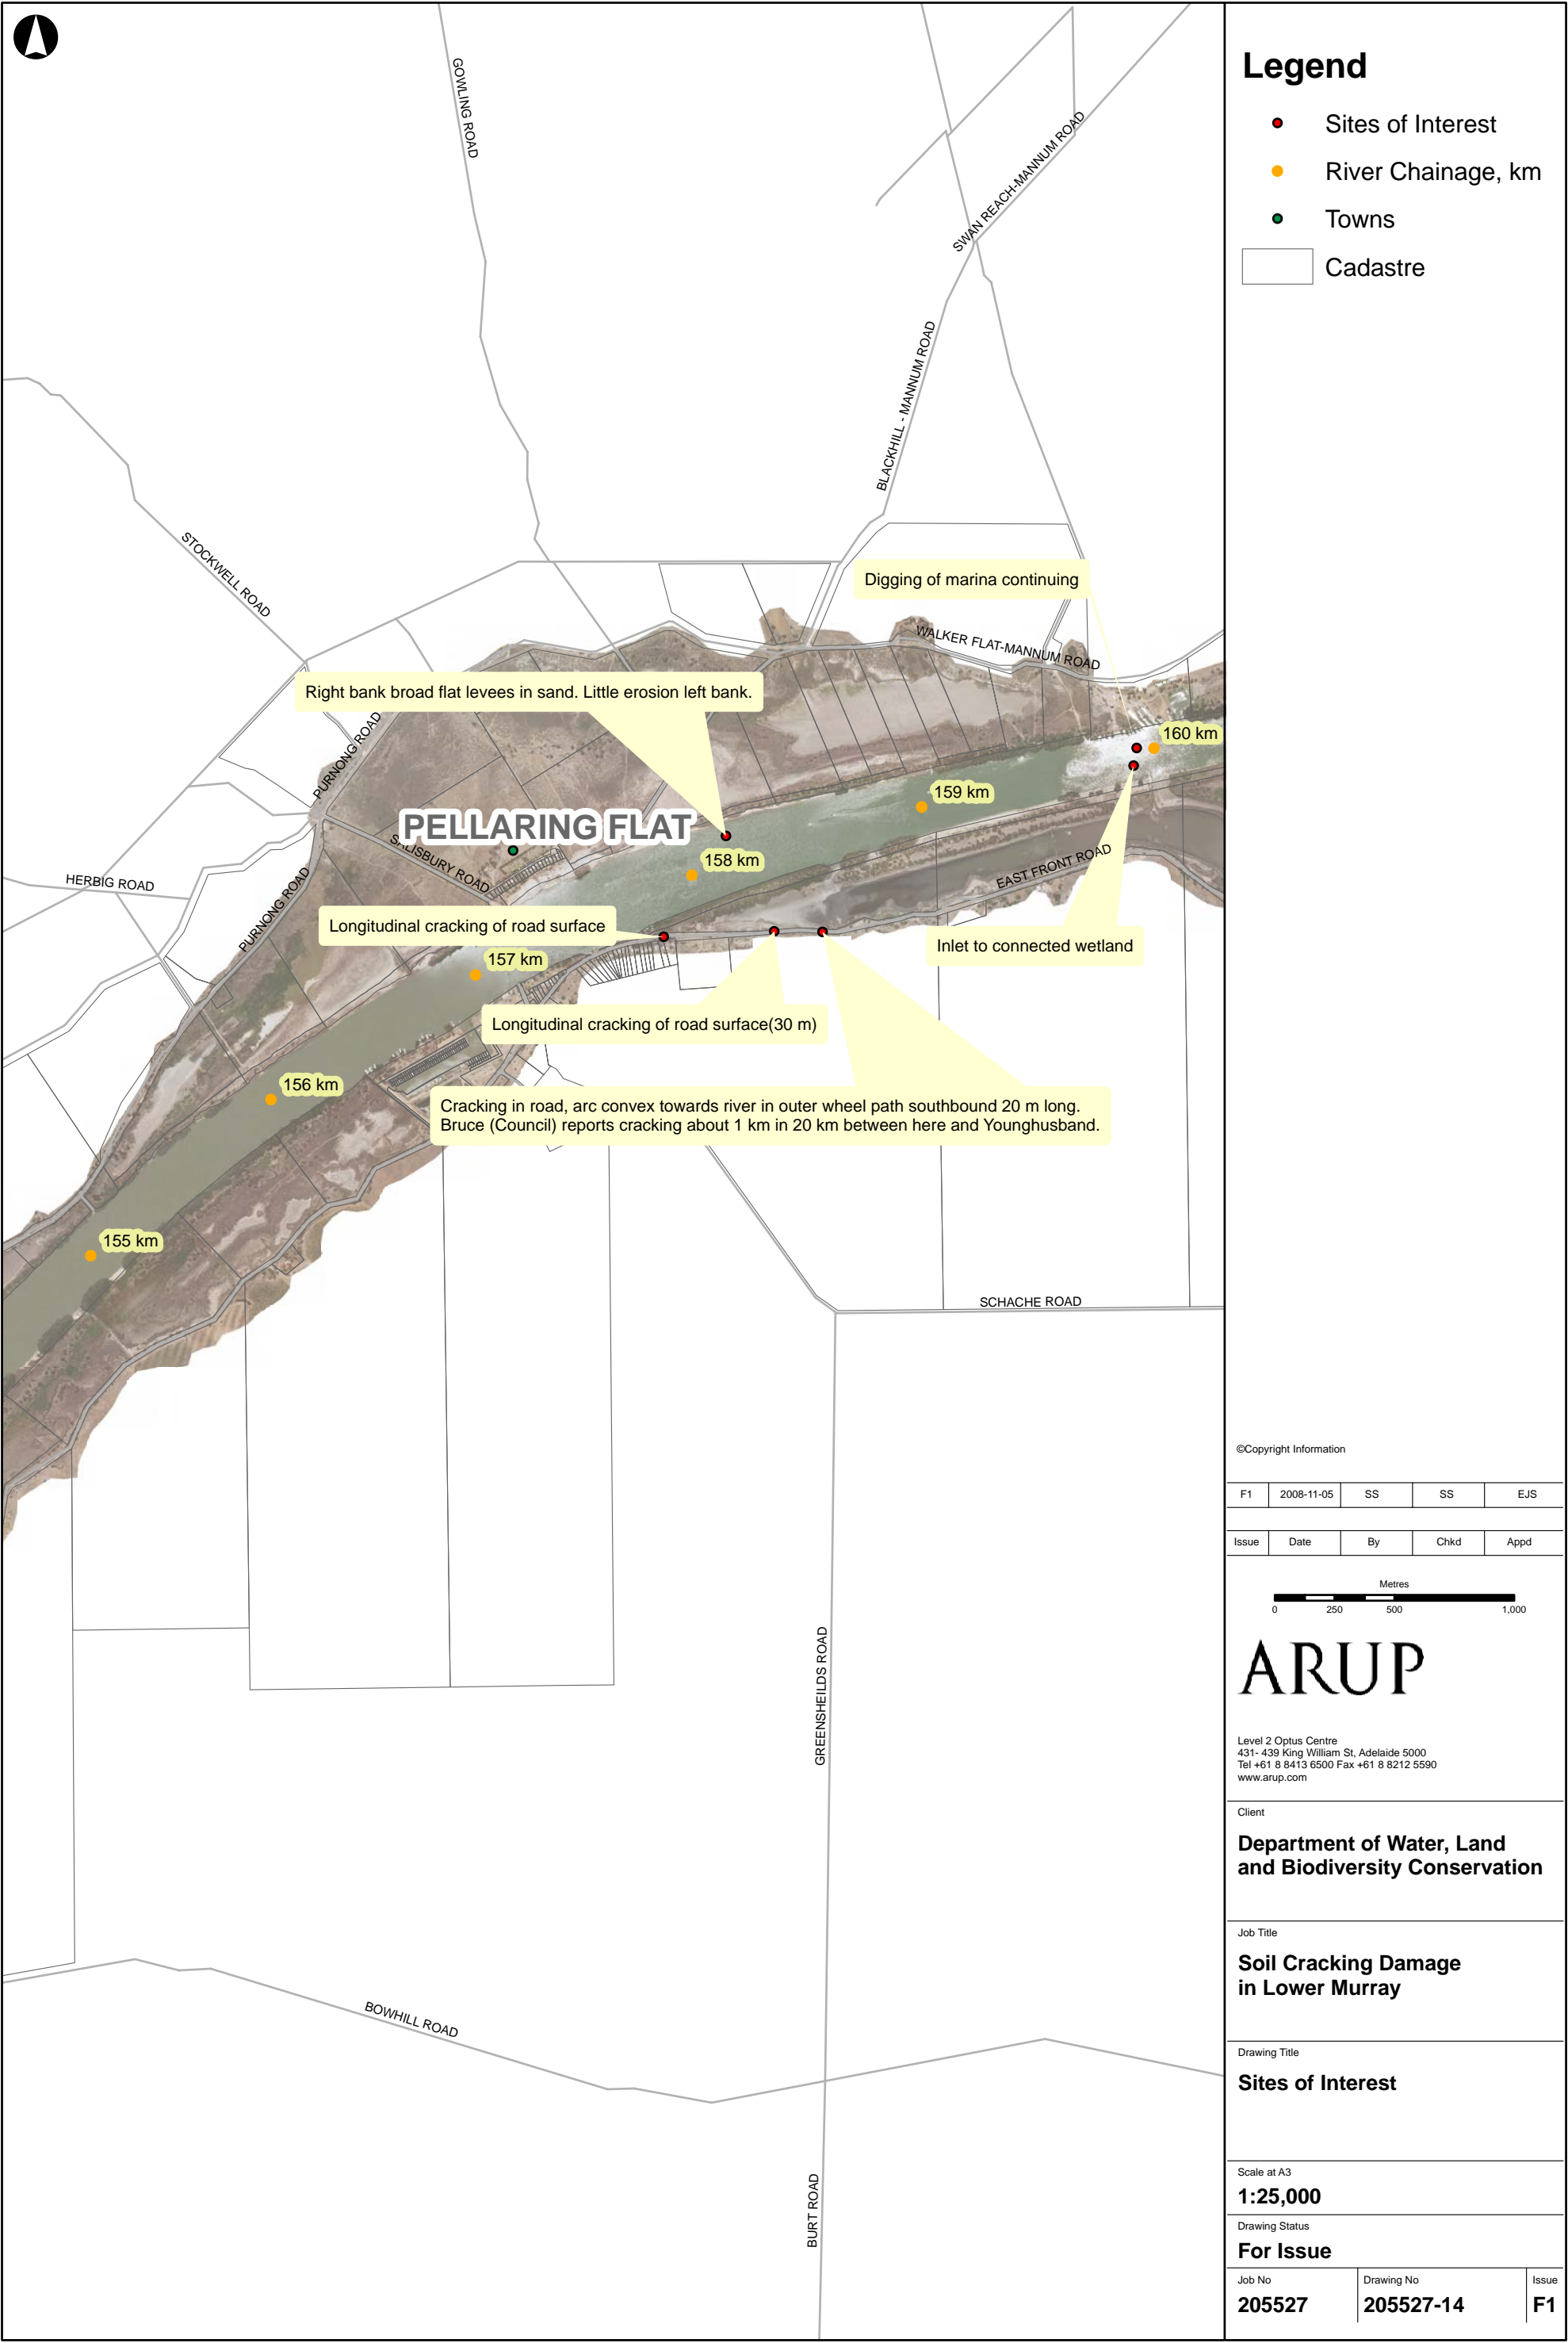 GOWLING ROAD
SWAN REACH-MANNUM ROAD
BLACKHILL - MANNUM ROAD
STOCKWELL ROAD
Digging of marina continuing
WALKER FLAT-MANNUM ROAD
Right bank broad flat levees in sand. Little erosion left bank.
PURNONG ROAD
160 km
159 km
PELLARING FLAT
SALISBURY ROAD
158 km
EAST FRONT ROAD
HERBIG ROAD
PURNONG ROAD
Longitudinal cracking of road surface
Inlet to connected wetland
157 km
Longitudinal cracking of road surface(30 m)
156 km
Cracking in road, arc convex towards river in outer wheel path southbound 20 m long.
Bruce (Council) reports cracking about 1 km in 20 km between here and Younghusband.
155 km
SCHACHE ROAD
GREENSHEILDS ROAD
BOWHILL ROAD
BURT ROAD
Legend
Sites of Interest
River Chainage, km
Towns
Cadastre
©Copyright Information
F1 2008-11-05 SS SS EJS
Issue Date By Chkd Appd
Metres
0 250 500 1,000
ARUP
Level 2 Optus Centre
431- 439 King William St, Adelaide 5000
Tel +61 8 8413 6500 Fax +61 8 8212 5590
www.arup.com
Client
Department of Water, Land
and Biodiversity Conservation
Job Title
Soil Cracking Damage
in Lower Murray
Drawing Title
Sites of Interest
Scale at A3
1:25,000
Drawing Status
For Issue
Job No Drawing No Issue
205527 205527-14 F1